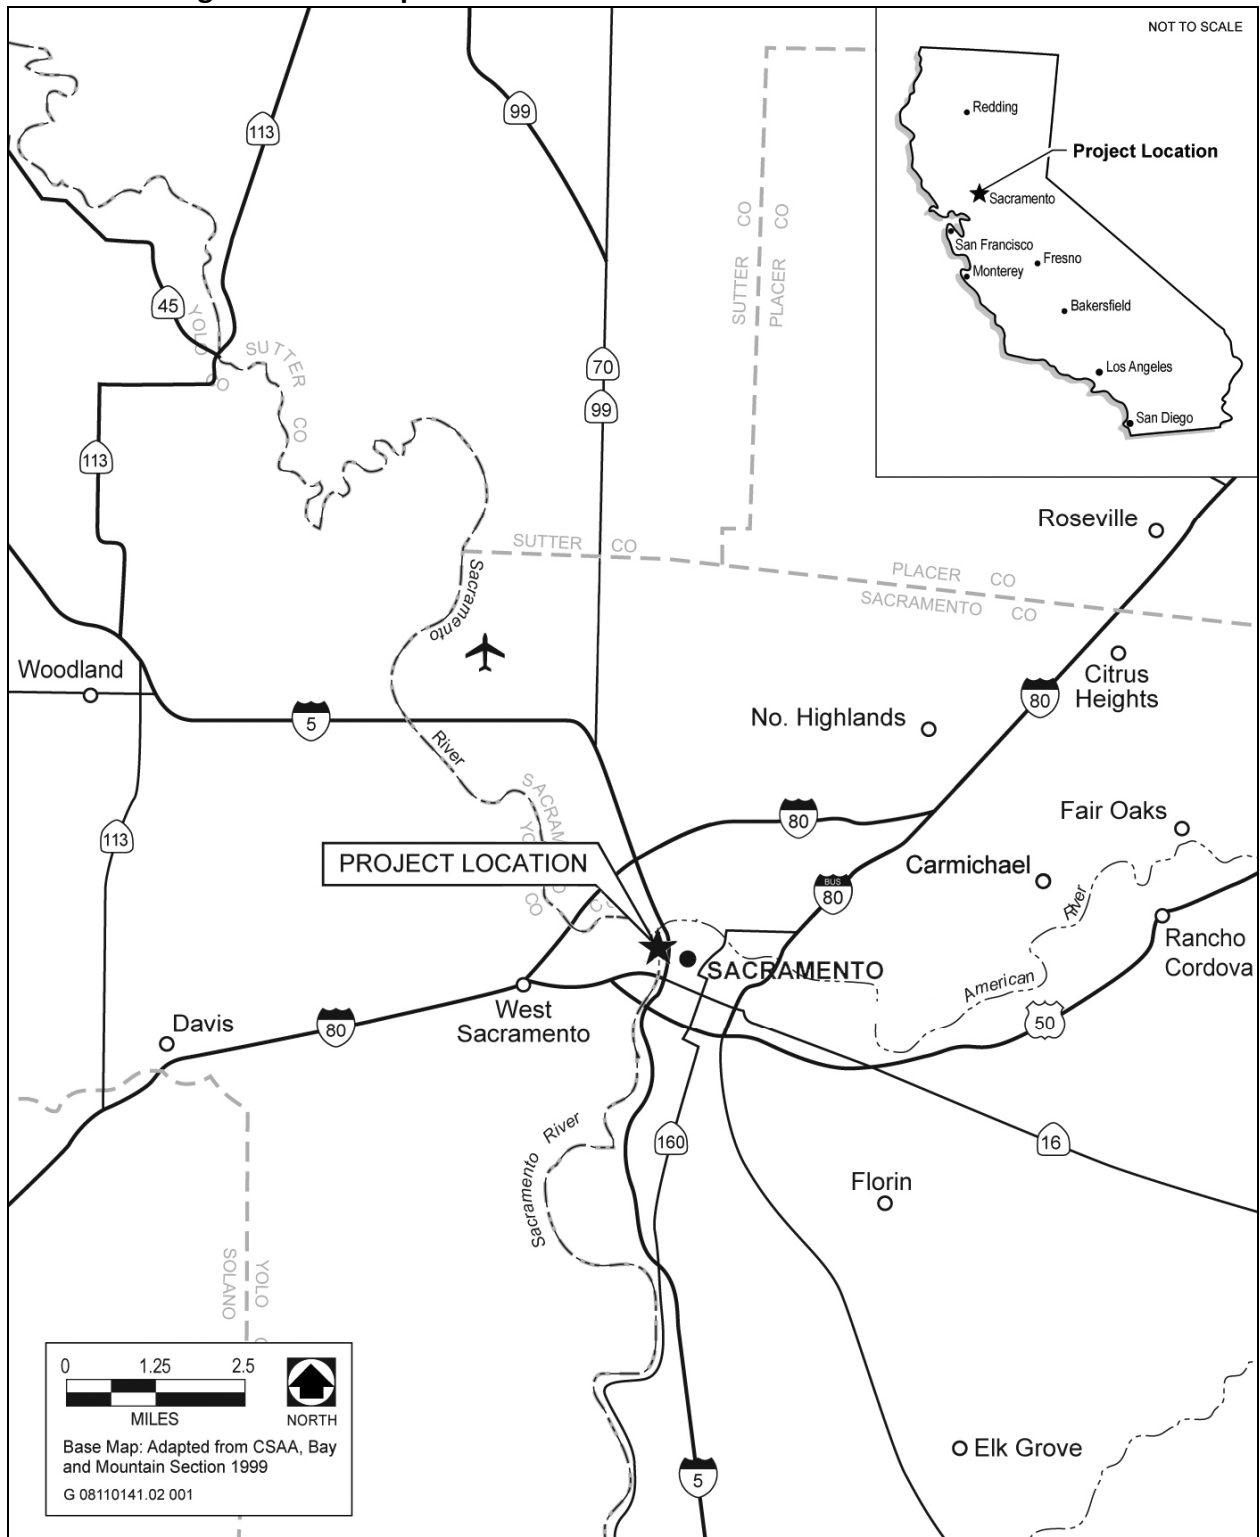 NOT TO SCALE
Redding
Project Location
Sacramento
San Francisco
Fresno
Monterey
Bakersfield
Los Angeles
San Diego
113
99
45
YOLO CO
SUTTER CO
SUTTER CO
PLACER CO
70
99
113
Roseville
SUTTER CO
PLACER CO
SACRAMENTO CO
Sacramento
River
Woodland
5
Citrus
Heights
80
No. Highlands
113
80
Fair Oaks
Carmichael
BUS
80
PROJECT LOCATION
River
SACRAMENTO
American
Rancho
Cordova
West
Sacramento
Davis
80
50
Sacramento River
160
16
Florin
SOLANO
YOLO
Elk Grove
5
0 1.25 2.5
MILES
NORTH
Base Map: Adapted from CSAA, Bay
and Mountain Section 1999
G 08110141.02 001